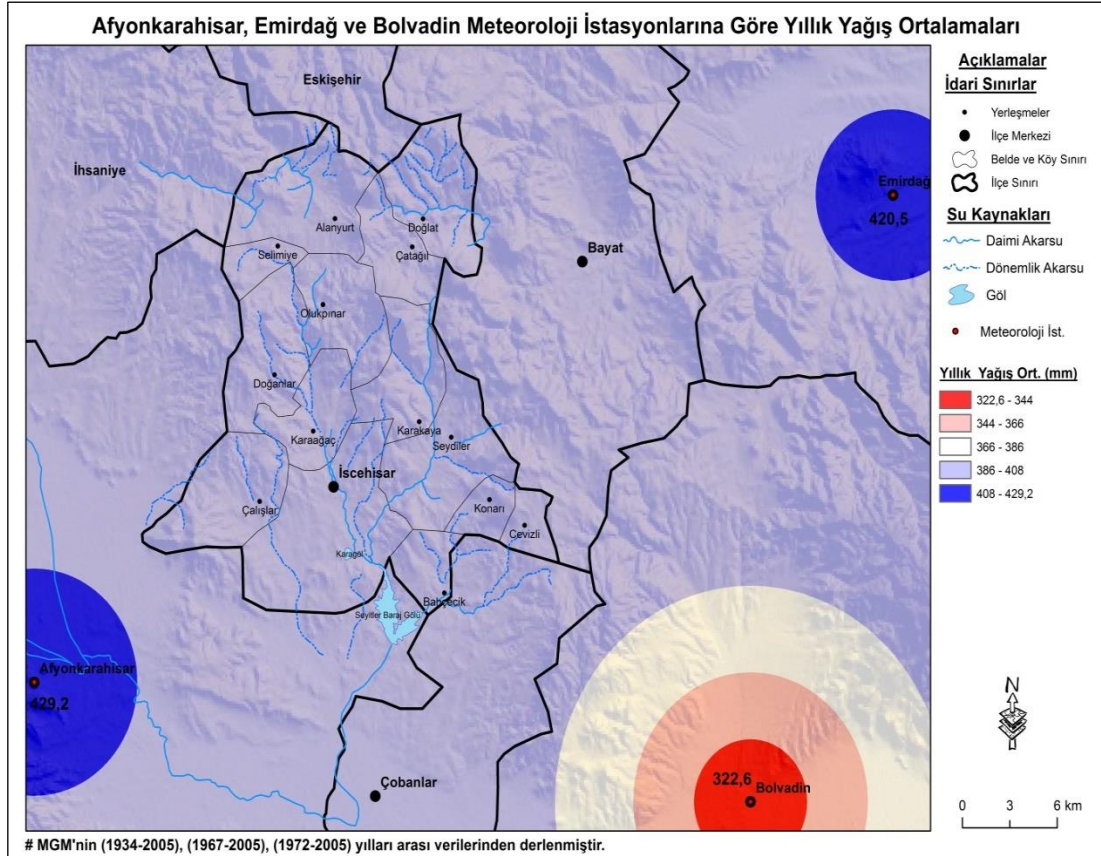 Afyonkarahisar, Emirdağ ve Bolvadin Meteoroloji İstasyonlarına Göre Yıllık Yağış Ortalamaları
Eskişehir
İhsaniye
Alanyurt
Doğlat
Selimiye
Çatağıl
Bayat
Emirdağ
420,5
Olukpınar
Doğanlar
Karaağaç
Karakaya
Seydiler
İscehisar
Çalışlar
Konarı
Cevizli
Karagöl
Bahçecik
Seyitler Baraj Gölü
Afyonkarahisar
429,2
Çobanlar
322,6
Bolvadin
Açıklamalar
İdari Sınırlar
Yerleşmeler
İlçe Merkezi
Belde ve Köy Sınırı
İlçe Sınırı
Su Kaynakları
Daimi Akarsu
Dönemlik Akarsu
Göl
Meteoroloji İst.
Yıllık Yağış Ort. (mm)
322,6 - 344
344 - 366
366 - 386
386 - 408
408 - 429,2
N
0 3 6 km
# MGM'nin (1934-2005), (1967-2005), (1972-2005) yılları arası verilerinden derlenmiştir.